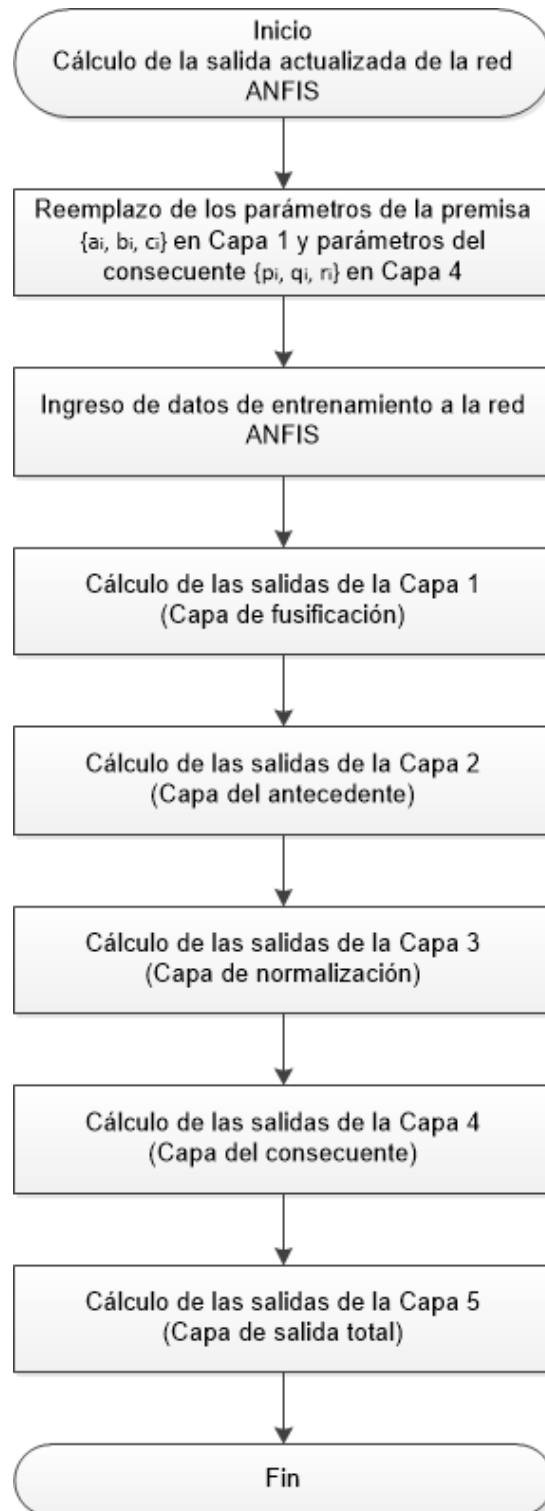 Inicio
Cálculo de la salida actualizada de la red
ANFIS
Reemplazo de los parámetros de la premisa
{ai, bi, ci} en Capa 1 y parámetros del
consecuente {pi, qi, ri} en Capa 4
Ingreso de datos de entrenamiento a la red
ANFIS
Cálculo de las salidas de la Capa 1
(Capa de fusificación)
Cálculo de las salidas de la Capa 2
(Capa del antecedente)
Cálculo de las salidas de la Capa 3
(Capa de normalización)
Cálculo de las salidas de la Capa 4
(Capa del consecuente)
Cálculo de las salidas de la Capa 5
(Capa de salida total)
Fin